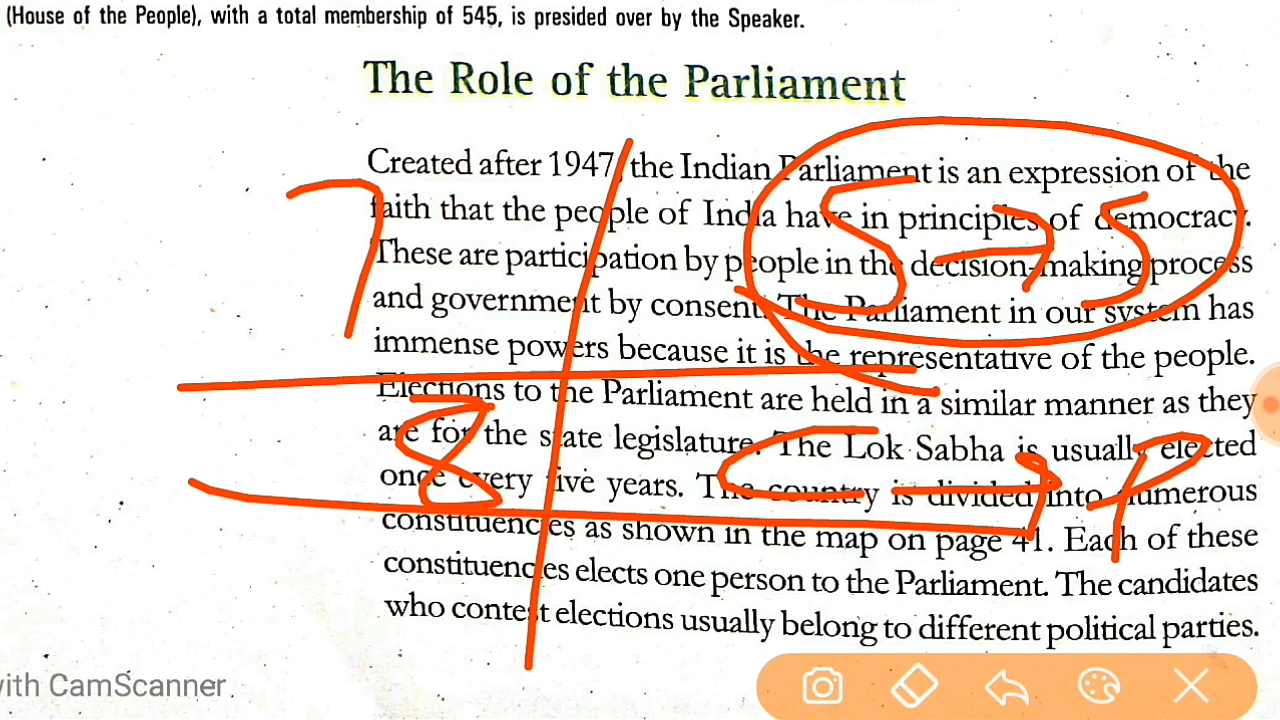 (House of the People), with a total membership of 545, is presided over by the Speaker.
The Role of the Parliament
Created after 1947, the Indian Parliament is an expression of the
faith that the people of India have in principles of democracy.
These are participation by people in the decision-making process
and government by consent. The Parliament in our system has
immense powers because it is the representative of the people.
Elections to the Parliament are held in a similar manner as they
are for the state legislature. The Lok Sabha is usually elected
once every five years. The country is divided into numerous
constituencies as shown in the map on page 41. Each of these
constituencies elects one person to the Parliament. The candidates
who contest elections usually belong to different political parties.
7
5 → 5
8
with CamScanner